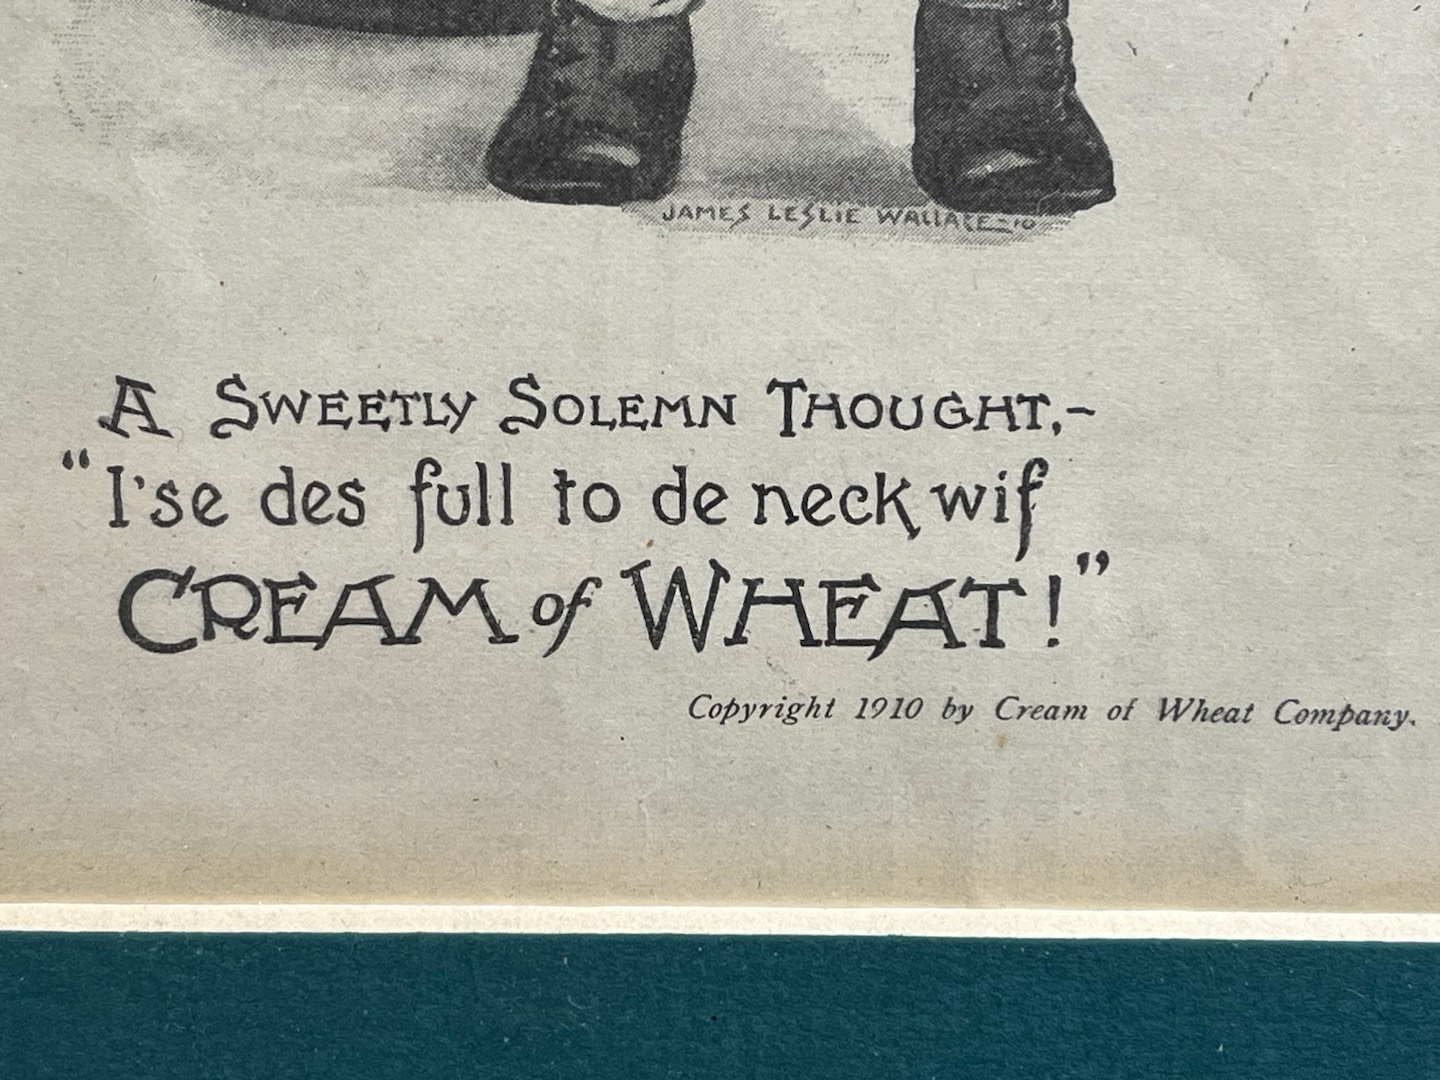 JAMES LESLIE WALLACE-10
A SWEETLY SOLEMN THOUGHT,-
"I'se des full to de neck wif
CREAM of WHEAT!"
Copyright 1910 by Cream of Wheat Company.